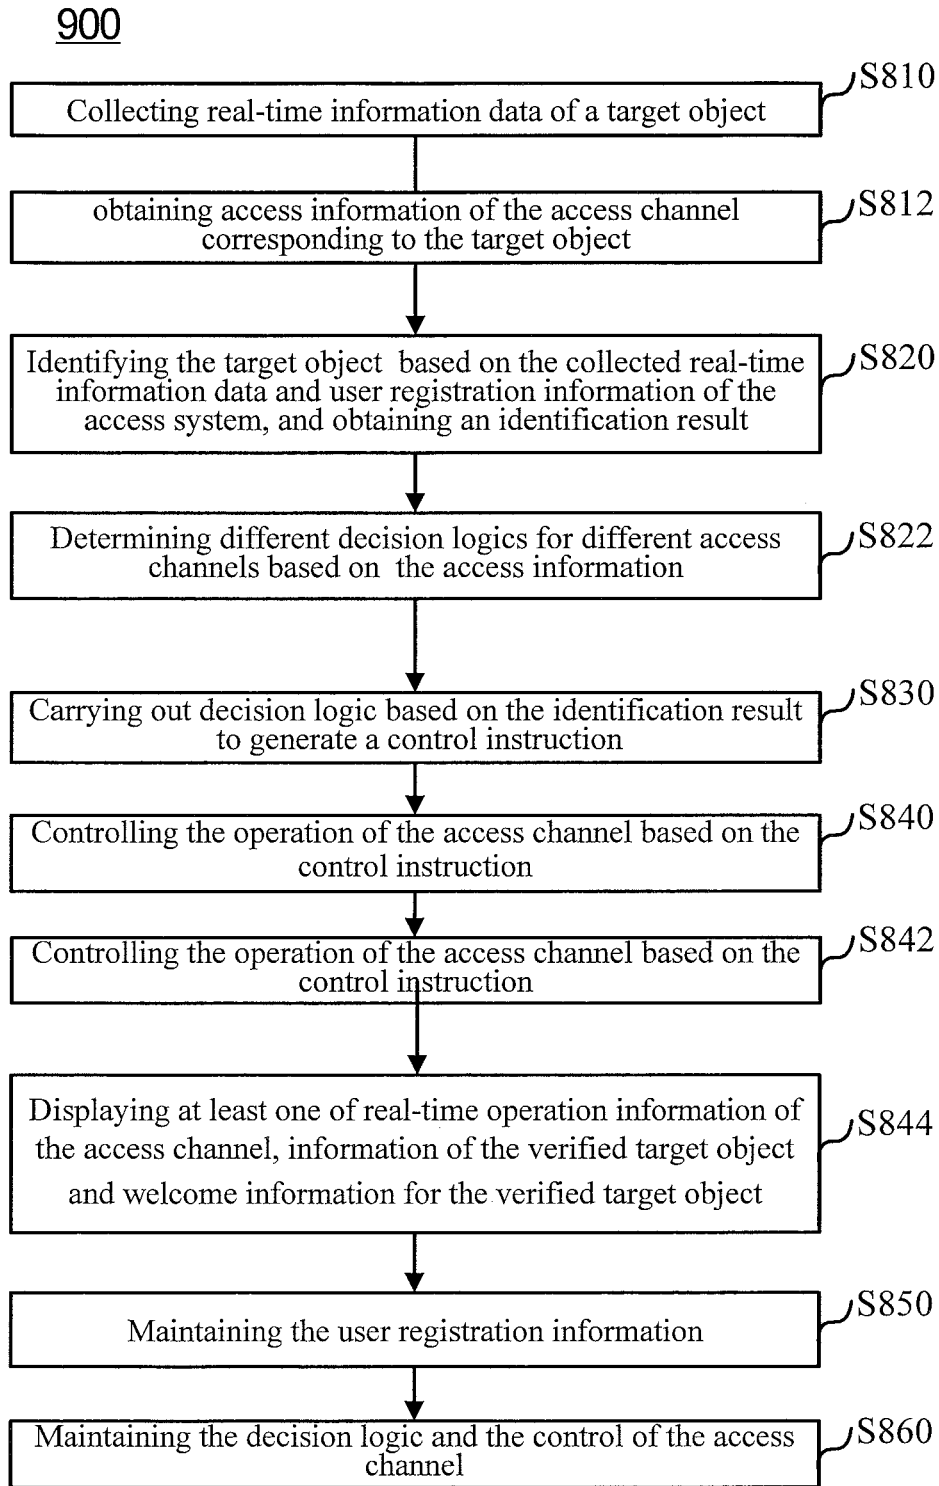 900
S810
Collecting real-time information data of a target object
S812
obtaining access information of the access channel
corresponding to the target object
S820
Identifying the target object based on the collected real-time
information data and user registration information of the
access system, and obtaining an identification result
S822
Determining different decision logics for different access
channels based on the access information
S830
Carrying out decision logic based on the identification result
to generate a control instruction
S840
Controlling the operation of the access channel based on the
control instruction
S842
Controlling the operation of the access channel based on the
control instruction
S844
Displaying at least one of real-time operation information of
the access channel, information of the verified target object
and welcome information for the verified target object
S850
Maintaining the user registration information
S860
Maintaining the decision logic and the control of the access
channel